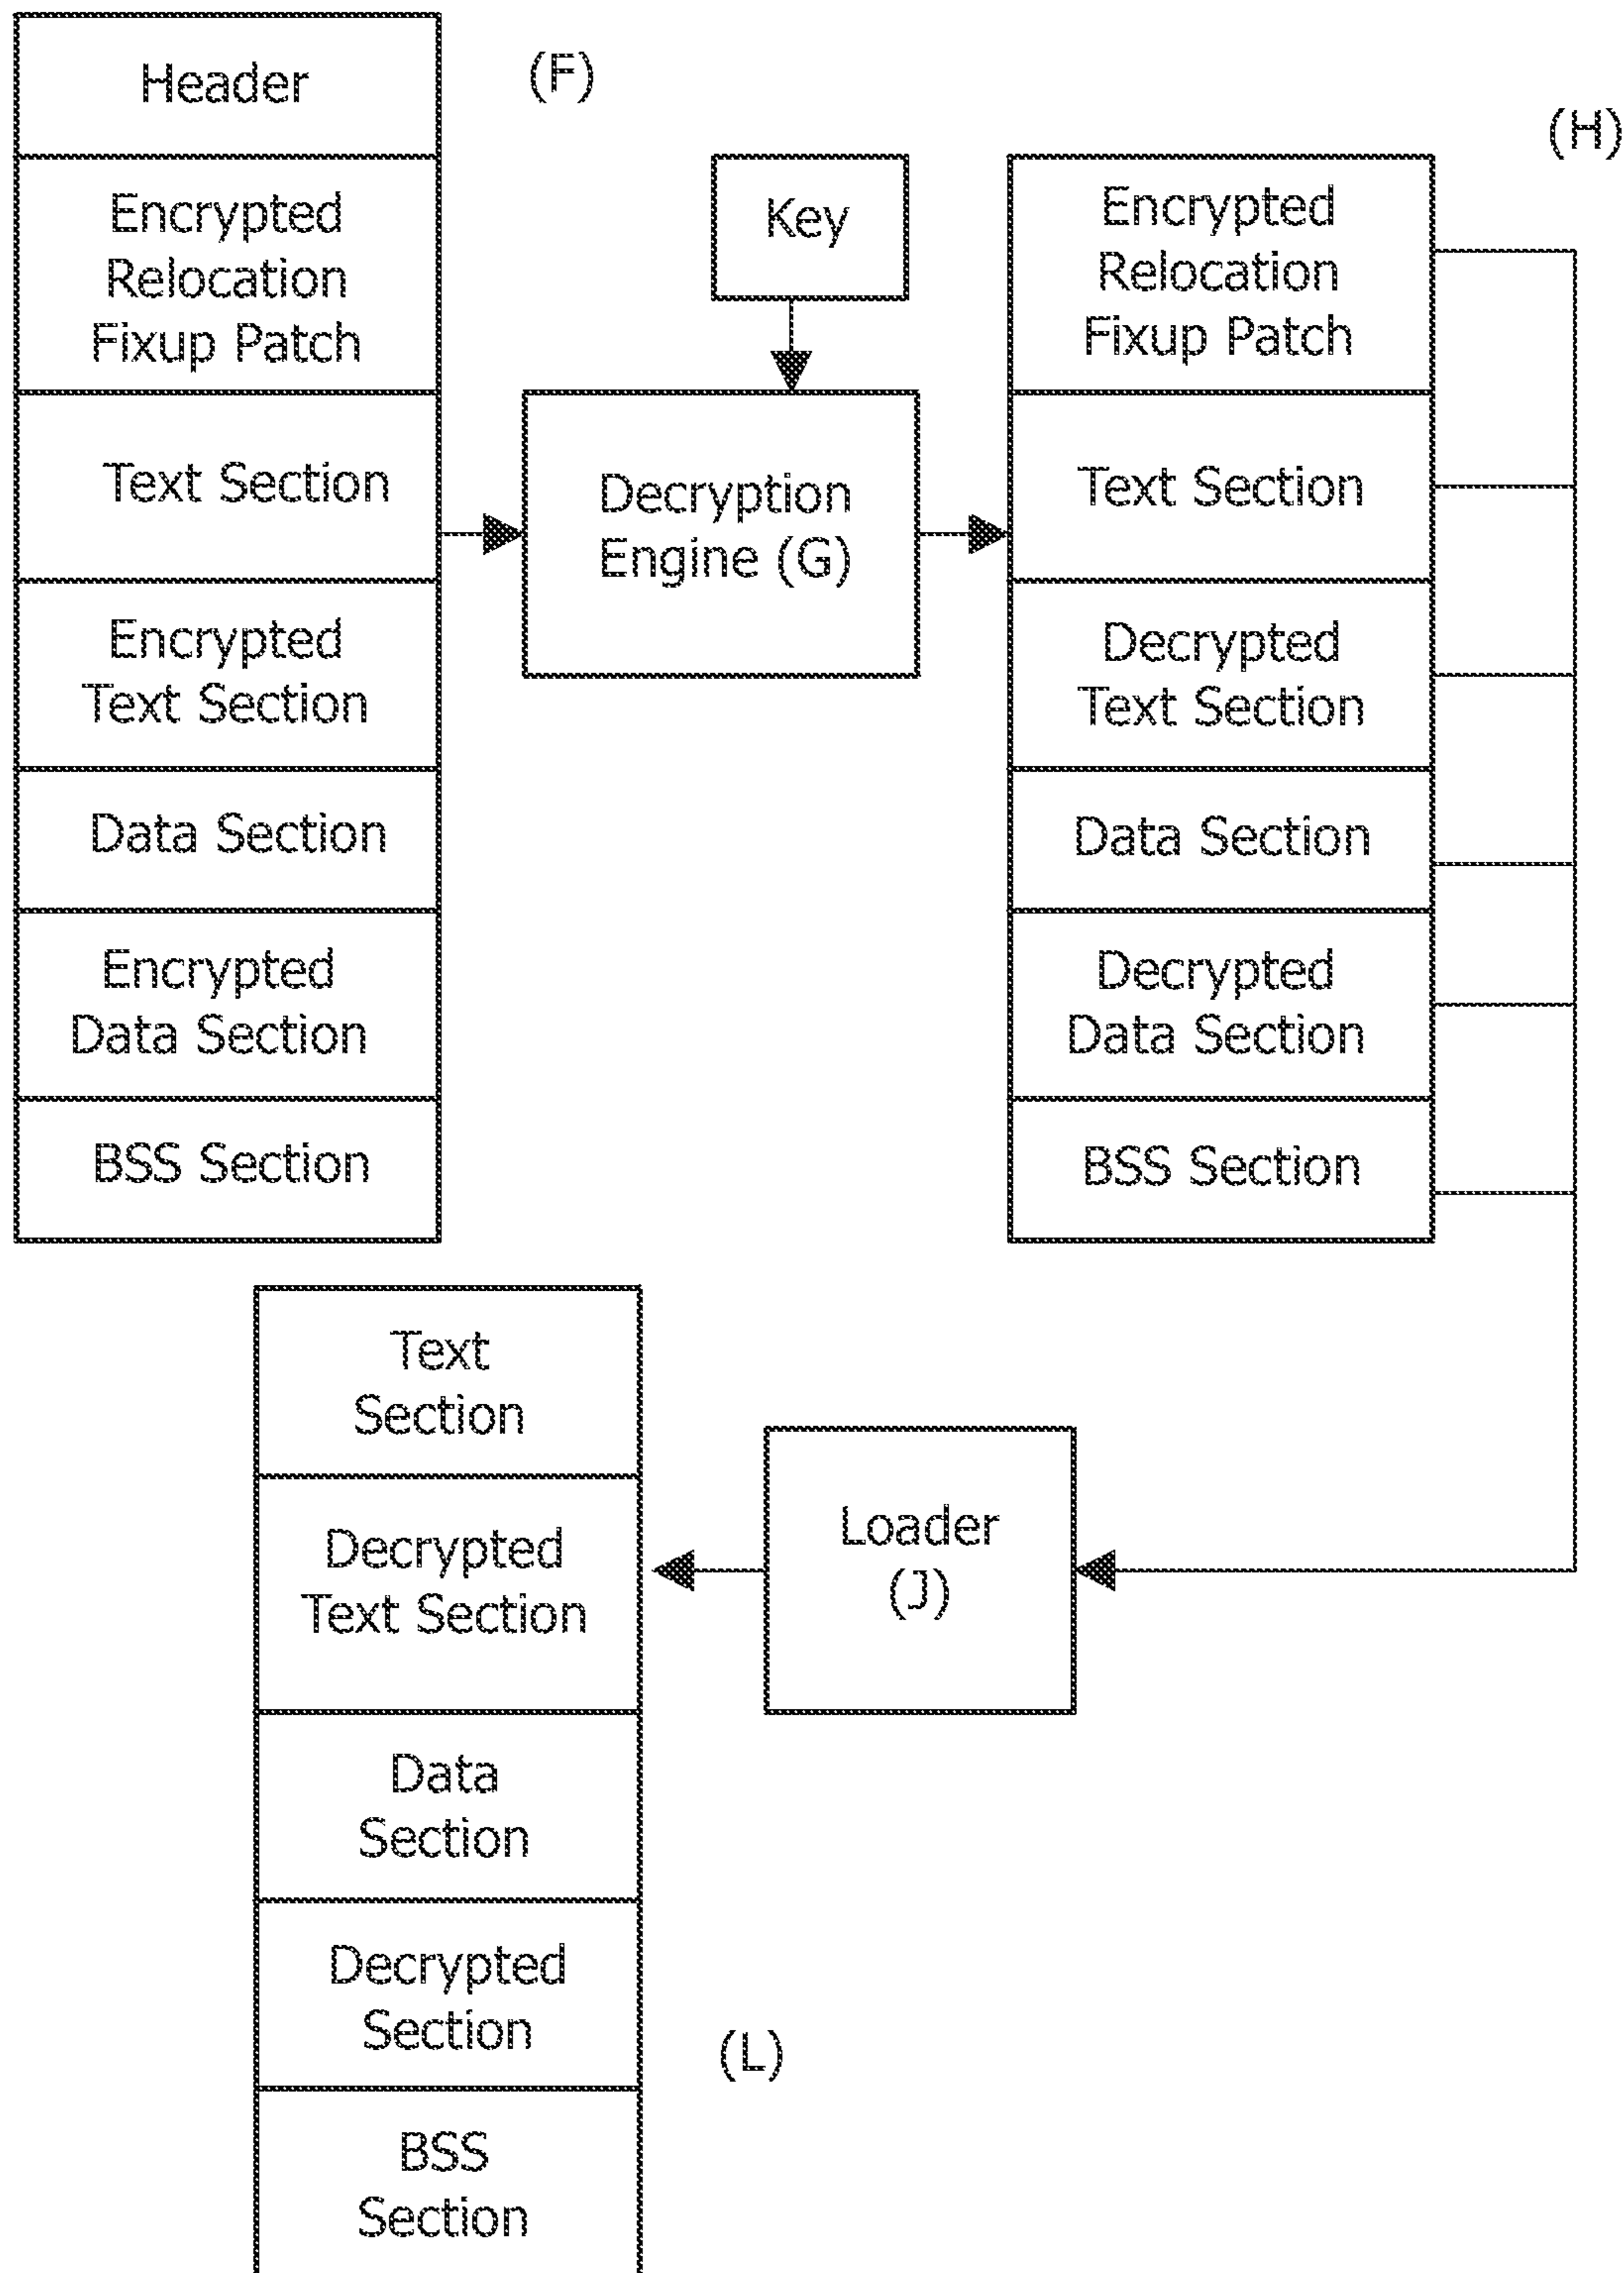 Header
(F)
Encrypted
Relocation
Fixup Patch
Text Section
Encrypted
Text Section
Data Section
Encrypted
Data Section
BSS Section
Key
Decryption
Engine (G)
(H)
Encrypted
Relocation
Fixup Patch
Text Section
Decrypted
Text Section
Data Section
Decrypted
Data Section
BSS Section
Loader
(J)
Text
Section
Decrypted
Text Section
Data
Section
Decrypted
Section
BSS
Section
(L)